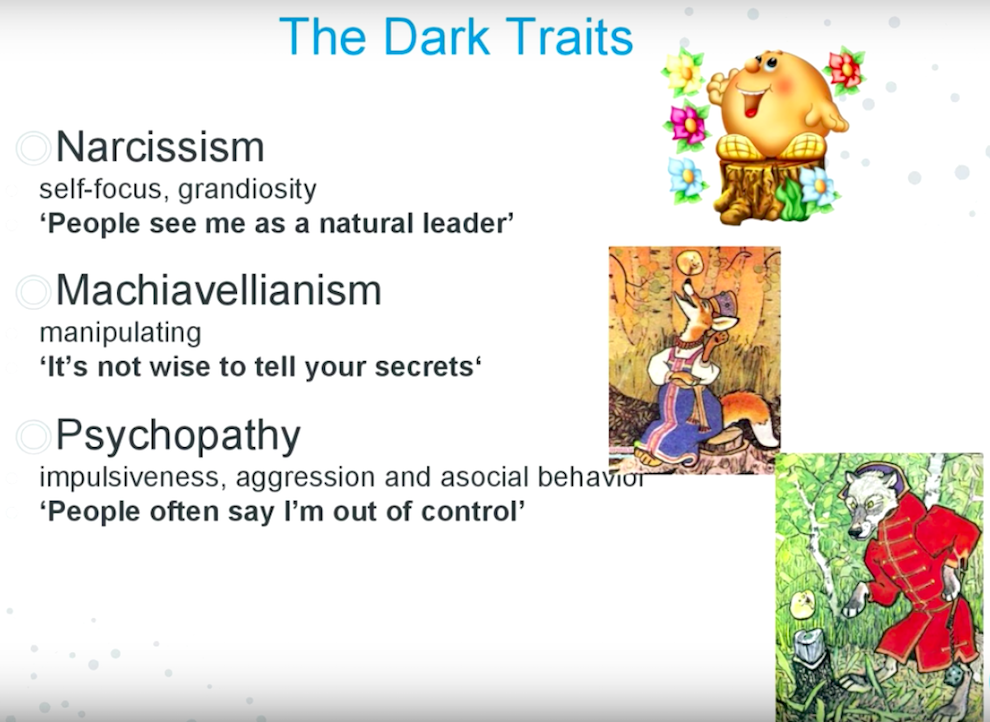 The Dark Traits
Narcissism
self-focus, grandiosity
‘People see me as a natural leader’
Machiavellianism
manipulating
‘It’s not wise to tell your secrets‘
Psychopathy
impulsiveness, aggression and asocial behavior
‘People often say I’m out of control’